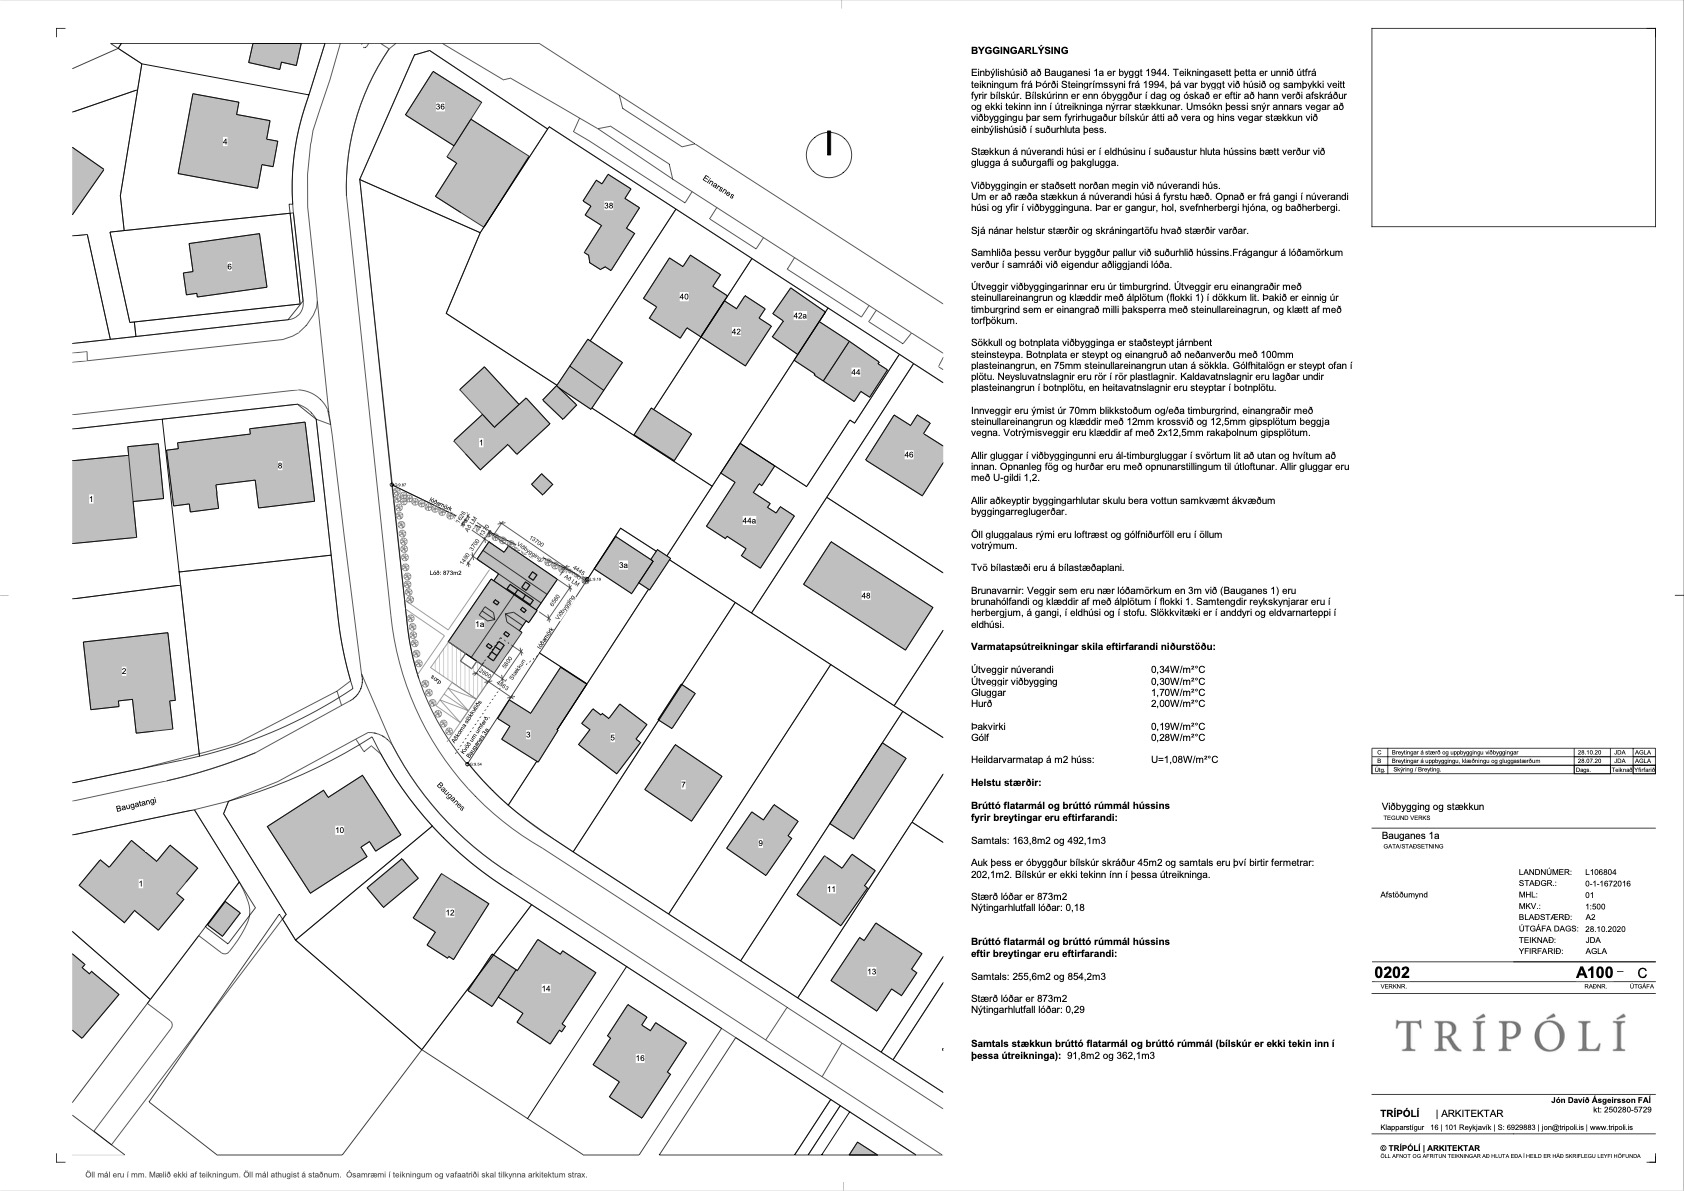 36
4
38
Einarsnes
6
40
42
42a
44
1
46
8
1
44a
3a
48
G:9.87
Lóðamörk
13700
Viðbygging
4445
Að LM
G:9.19
1480
3700
Lóð: 873m2
6560
Viðbygging
1a
Lóðamörk
5800
Stækkun
2600
4463
sorp
Aðkoma slökkviliðs
Kvöð um umferð,
Bauganes 3a
2
3
5
7
9
11
13
Bauganes
Baugatangi
10
1
12
14
16
BYGGINGARLÝSING
Einbýlishúsið að Bauganesi 1a er byggt 1944. Teikningasett þetta er unnið útfrá
teikningum frá Þórði Steingrímssyni frá 1994, þá var byggt við húsið og samþykki veitt
fyrir bílskúr. Bílskúrinn er enn óbyggður í dag og óskað er eftir að hann verði afskráður
og ekki tekinn inn í útreikninga nýrrar stækkunar. Umsókn þessi snýr annars vegar að
viðbyggingu þar sem fyrirhugaður bílskúr átti að vera og hins vegar stækkun við
einbýlishúsið í suðurhluta þess.
Stækkun á núverandi húsi er í eldhúsinu í suðaustur hluta hússins bætt verður við
glugga á suðurgafli og þakglugga.
Viðbyggingin er staðsett norðan megin við núverandi hús.
Um er að ræða stækkun á núverandi húsi á fyrstu hæð. Opnað er frá gangi í núverandi
húsi og yfir í viðbygginguna. Þar er gangur, hol, svefnherbergi hjóna, og baðherbergi.
Sjá nánar helstur stærðir og skráningartöfu hvað stærðir varðar.
Samhliða þessu verður byggður pallur við suðurhlið hússins.Frágangur á lóðamörkum
verður í samráði við eigendur aðliggjandi lóða.
Útveggir viðbyggingarinnar eru úr timburgrind. Útveggir eru einangraðir með
steinullareinangrun og klæddir með álplötum (flokki 1) í dökkum lit. Þakið er einnig úr
timburgrind sem er einangrað milli þaksperra með steinullareinagrun, og klætt af með
torfþökum.
Sökkull og botnplata viðbygginga er staðsteypt járnbent
steinsteypa. Botnplata er steypt og einangruð að neðanverðu með 100mm
plasteinangrun, en 75mm steinullareinangrun utan á sökkla. Gólfhitalögn er steypt ofan í
plötu. Neysluvatnslagnir eru rör í rör plastlagnir. Kaldavatnslagnir eru lagðar undir
plasteinangrun í botnplötu, en heitavatnslagnir eru steyptar í botnplötu.
Innveggir eru ýmist úr 70mm blikkstoðum og/eða timburgrind, einangraðir með
steinullareinangrun og klæddir með 12mm krossvið og 12,5mm gipsplötum beggja
vegna. Votrýmisveggir eru klæddir af með 2x12,5mm rakaþolnum gipsplötum.
Allir gluggar í viðbyggingunni eru ál-timburgluggar í svörtum lit að utan og hvítum að
innan. Opnanleg fög og hurðar eru með opnunarstillingum til útloftunar. Allir gluggar eru
með U-gildi 1,2.
Allir aðkeyptir byggingarhlutar skulu bera vottun samkvæmt ákvæðum
byggingarreglugerðar.
Öll gluggalaus rými eru loftræst og gólfniðurföll eru í öllum
votrýmum.
Tvö bílastæði eru á bílastæðaplani.
Brunavarnir: Veggir sem eru nær lóðamörkum en 3m við (Bauganes 1) eru
brunahólfandi og klæddir af með álplötum í flokki 1. Samtengdir reykskynjarar eru í
herbergjum, á gangi, í eldhúsi og í stofu. Slökkvitæki er í anddyri og eldvarnarteppi í
eldhúsi.
Varmatapsútreikningar skila eftirfarandi niðurstöðu:
Útveggir núverandi 0,34W/m²°C
Útveggir viðbygging 0,30W/m²°C
Gluggar 1,70W/m²°C
Hurð 2,00W/m²°C
Þakvirki 0,19W/m²°C
Gólf 0,28W/m²°C
Heildarvarmatap á m2 húss: U=1,08W/m²°C
Helstu stærðir:
Brúttó flatarmál og brúttó rúmmál hússins
fyrir breytingar eru eftirfarandi:
Samtals: 163,8m2 og 492,1m3
Auk þess er óbyggður bílskúr skráður 45m2 og samtals eru því birtir fermetrar:
202,1m2. Bílskúr er ekki tekinn ínn í þessa útreikninga.
Stærð lóðar er 873m2
Nýtingarhlutfall lóðar: 0,18
Brúttó flatarmál og brúttó rúmmál hússins
eftir breytingar eru eftirfarandi:
Samtals: 255,6m2 og 854,2m3
Stærð lóðar er 873m2
Nýtingarhlutfall lóðar: 0,29
Samtals stækkun brúttó flatarmál og brúttó rúmmál (bílskúr er ekki tekin inn í
þessa útreikninga): 91,8m2 og 362,1m3
C Breytingar á stærð og uppbyggingu viðbyggingar 28.10.20 JDA AGLA
B Breytingar á uppbyggingu, klæðningu og gluggastærðum 28.07.20 JDA AGLA
Útg. Skýring / Breyting. Dags. Teiknað Yfirfarið
Viðbygging og stækkun
TEGUND VERKS
Bauganes 1a
GATA/STAÐSETNING
Afstöðumynd
LANDNÚMER: L106804
STAÐGR.: 0-1-1672016
MHL: 01
MKV.: 1:500
BLAÐSTÆRÐ: A2
ÚTGÁFA DAGS: 28.10.2020
TEIKNAÐ: JDA
YFIRFARIÐ: AGLA
0202 A100 – C
VERKNR. RAÐNR. ÚTGÁFA
TRÍPÓLÍ
Jón Davíð Ásgeirsson FAÍ
kt: 250280-5729
TRÍPÓLÍ | ARKITEKTAR
Klapparstígur 16 | 101 Reykjavík | S: 6929883 | jon@tripoli.is | www.tripoli.is
© TRÍPÓLÍ | ARKITEKTAR
ÖLL AFNOT OG AFRITUN TEIKNINGAR AÐ HLUTA EÐA Í HEILD ER HÁÐ SKRIFLEGU LEYFI HÖFUNDA
Öll mál eru í mm. Mælið ekki af teikningum. Öll mál athugist á staðnum. Ósamræmi í teikningum og vafaatriði skal tilkynna arkitektum strax.